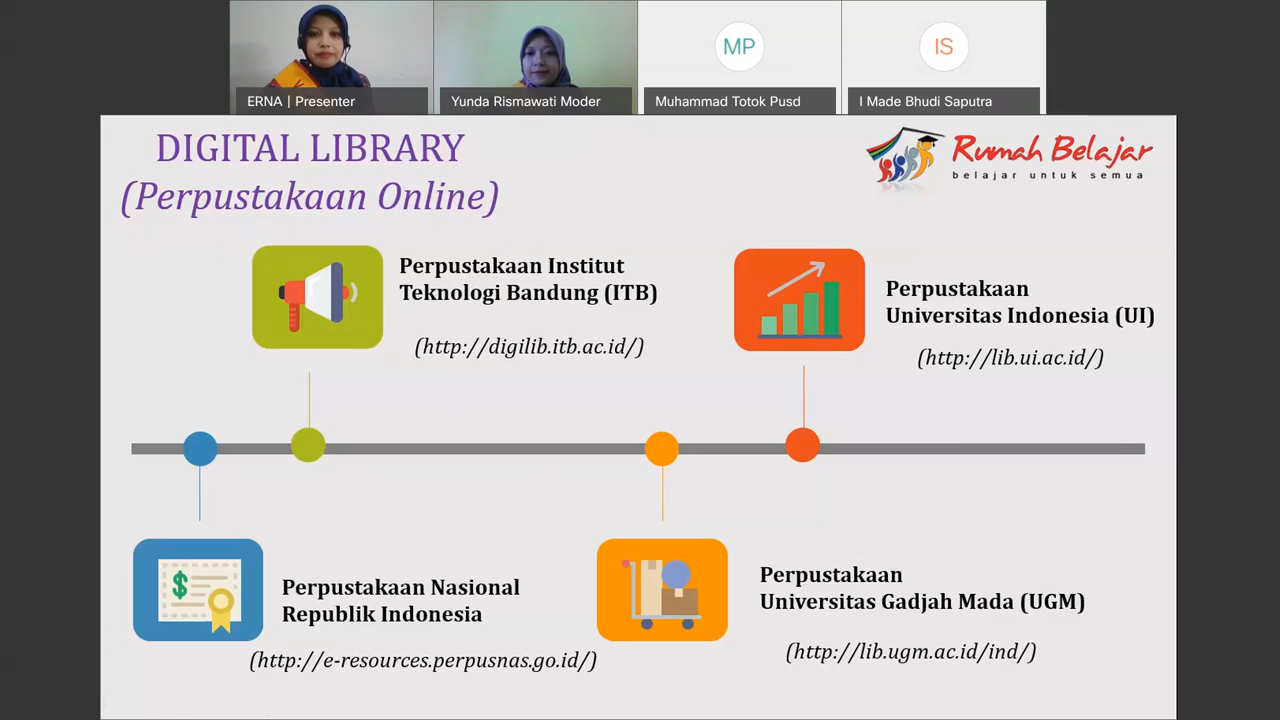 ERNA | Presenter
Yunda Rismawati Moder
MP
Muhammad Totok Pusd
IS
I Made Bhudi Saputra
DIGITAL LIBRARY
(Perpustakaan Online)
Rumah Belajar
belajar untuk semua
Perpustakaan Institut
Teknologi Bandung (ITB)
(http://digilib.itb.ac.id/)
Perpustakaan
Universitas Indonesia (UI)
(http://lib.ui.ac.id/)
$
Perpustakaan Nasional
Republik Indonesia
(http://e-resources.perpusnas.go.id/)
Perpustakaan
Universitas Gadjah Mada (UGM)
(http://lib.ugm.ac.id/ind/)